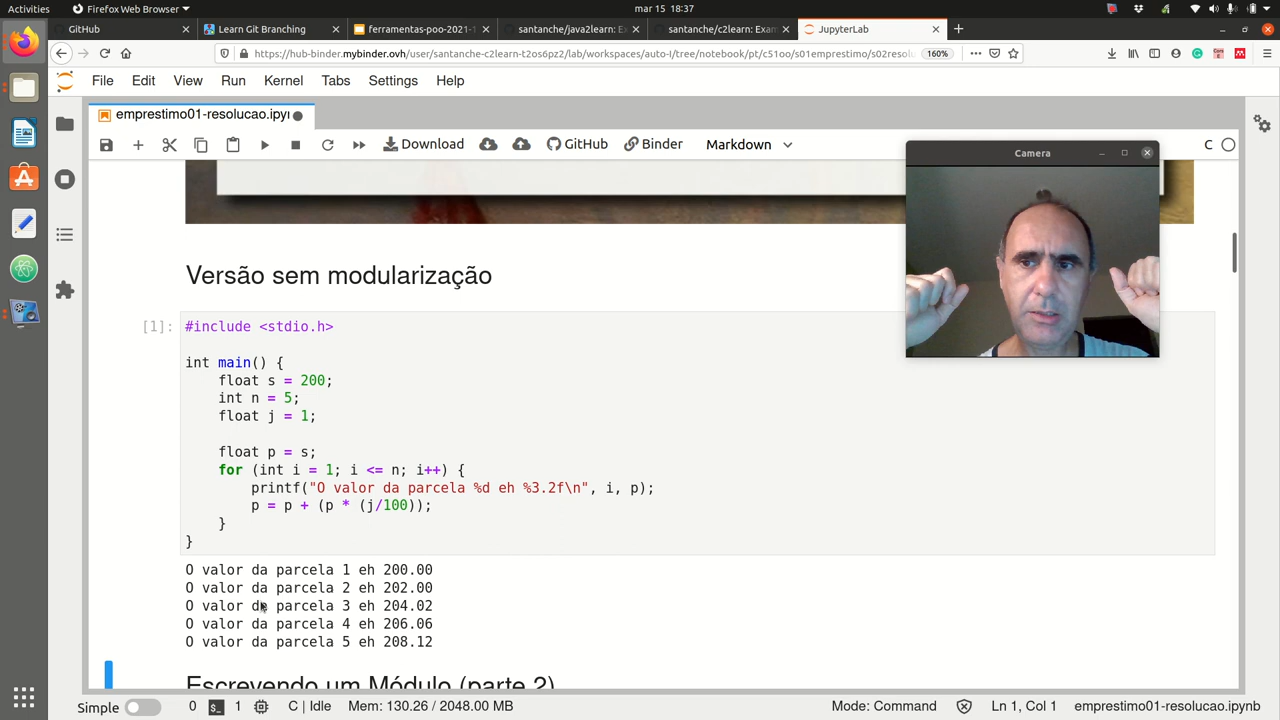 Activities
Firefox Web Browser
mar 15 18:37
GitHub
Learn Git Branching
ferramentas-poo-2021-1
santanche/java2learn: Ex
santanche/c2learn: Exam
JupyterLab
https://hub-binder.mybinder.ovh/user/santanche-c2learn-t2os6pz2/lab/workspaces/auto-I/tree/notebook/pt/c51oo/s01emprestimo/s02resol
160%
File Edit View Run Kernel Tabs Settings Help
emprestimo01-resolucao.ipyn
Download
GitHub
Binder
Markdown
C
Camera
Versão sem modularização
[1]:
#include <stdio.h>
int main() {
float s = 200;
int n = 5;
float j = 1;
float p = s;
for (int i = 1; i <= n; i++) {
printf("O valor da parcela %d eh %3.2f\n", i, p);
p = p + (p * (j/100));
}
}
O valor da parcela 1 eh 200.00
O valor da parcela 2 eh 202.00
O valor da parcela 3 eh 204.02
O valor da parcela 4 eh 206.06
O valor da parcela 5 eh 208.12
Escrevendo um Módulo (parte 2)
Simple
0
1
C | Idle
Mem: 130.26 / 2048.00 MB
Mode: Command
Ln 1, Col 1
emprestimo01-resolucao.ipynb